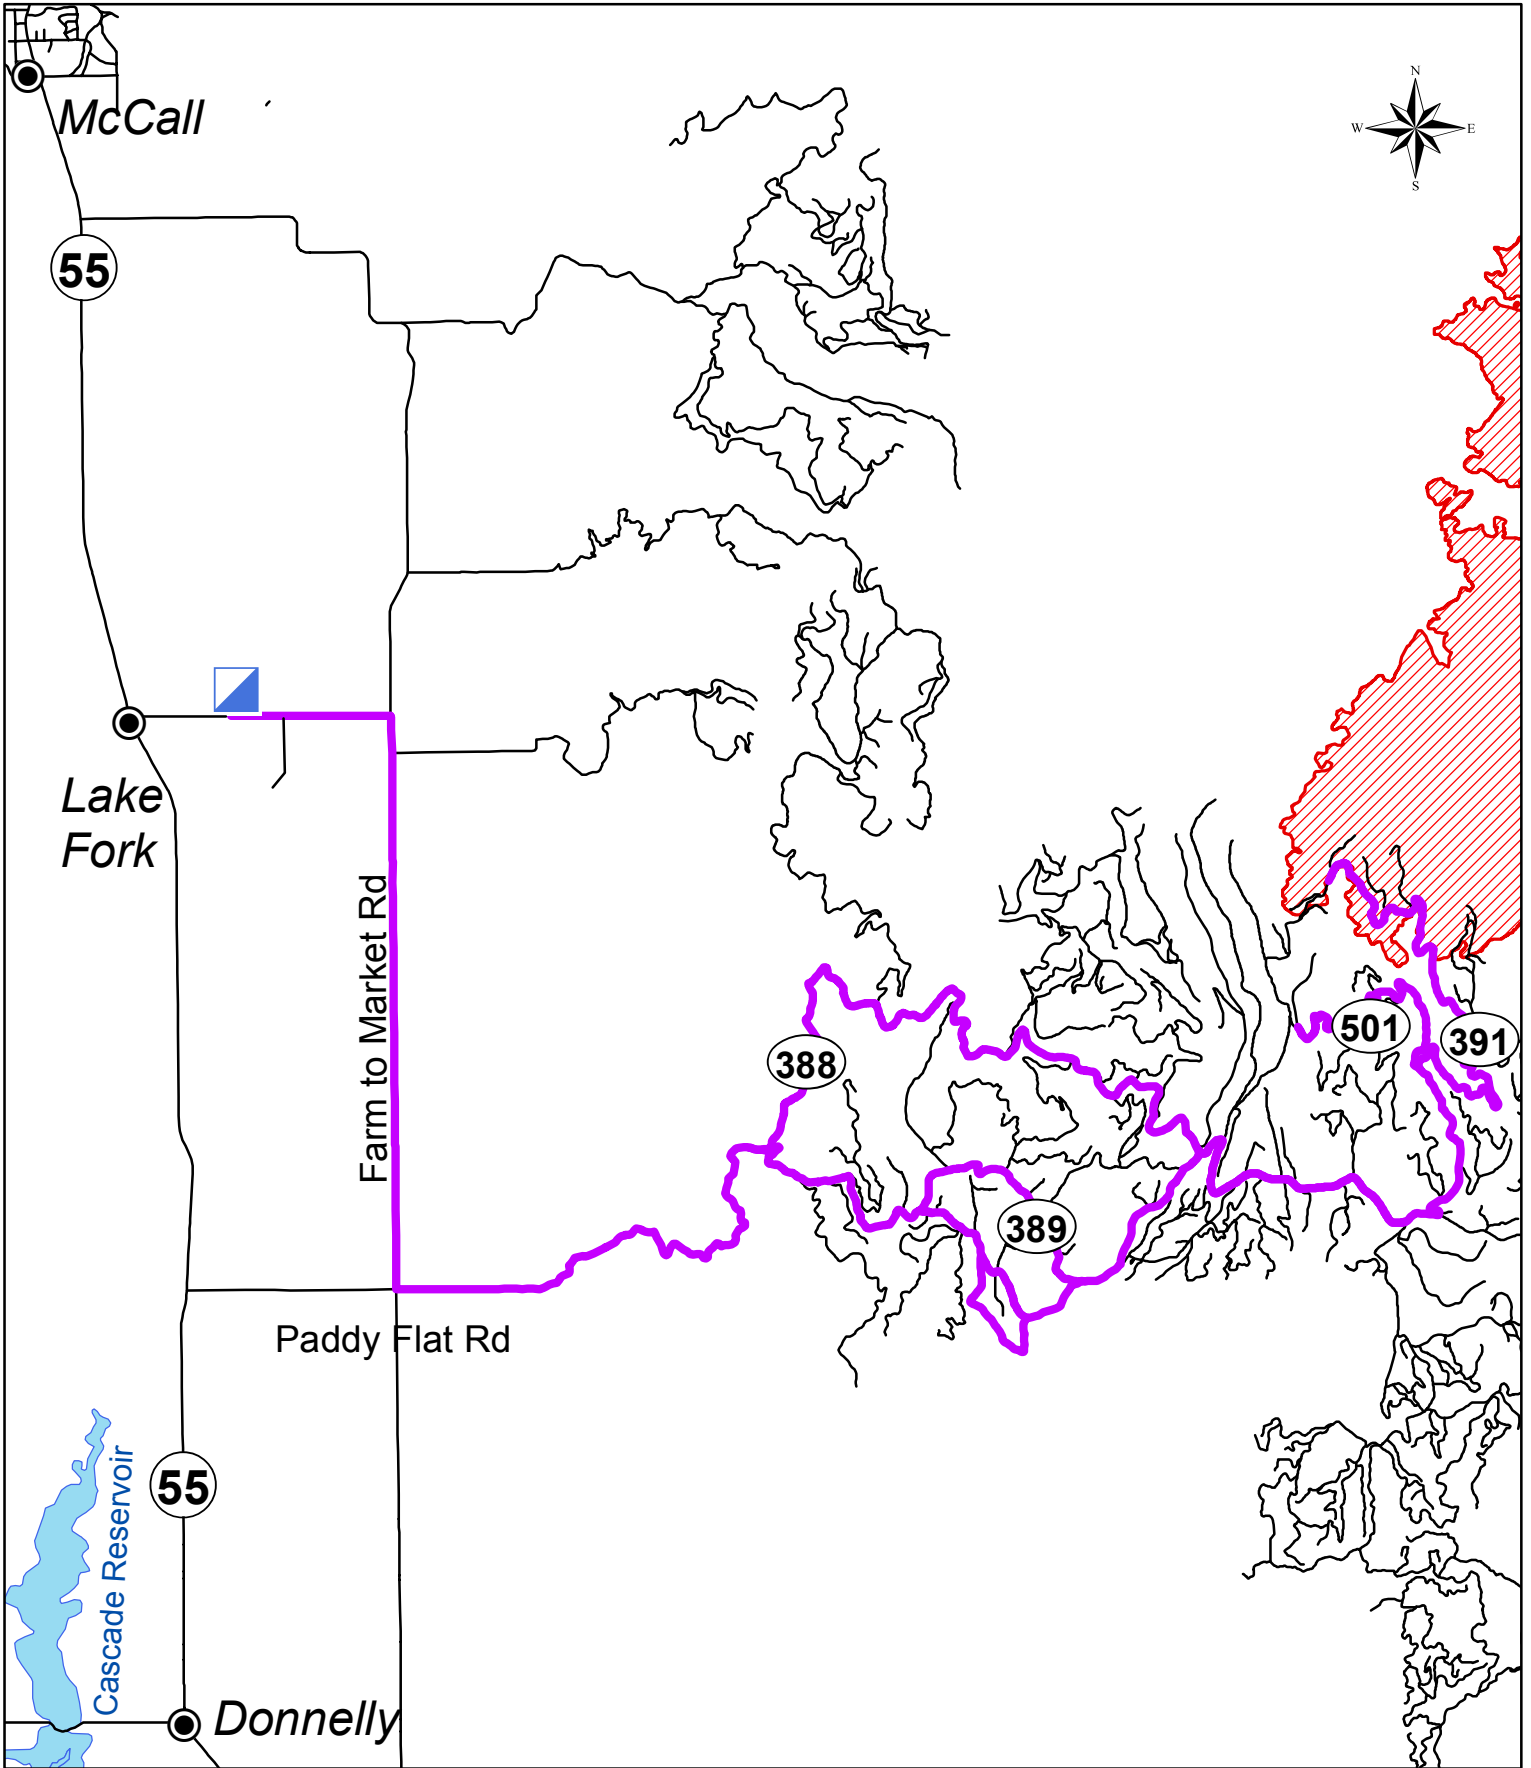 McCall
N
W
E
S
55
Lake
Fork
Farm to Market Rd
388
501
391
389
Paddy Flat Rd
Cascade Reservoir
55
Donnelly